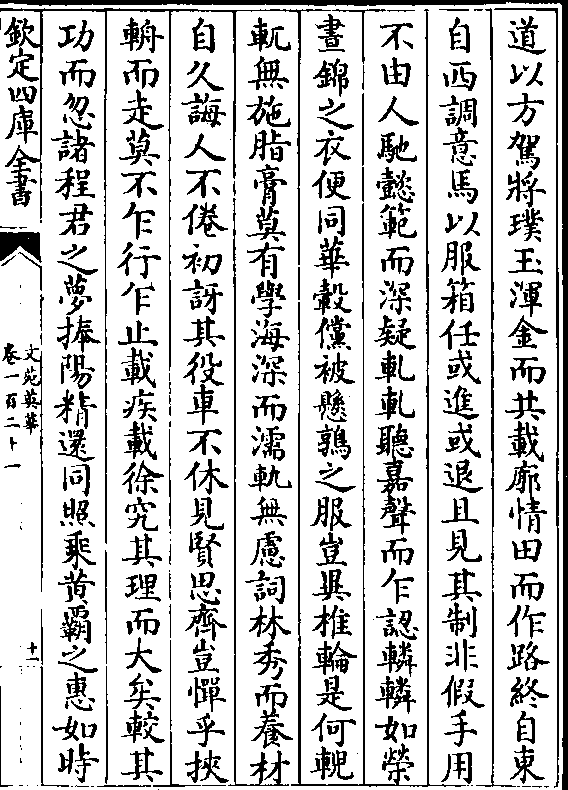 道以方駕將璞玉渾金而共載廓情田而作路終自東
自西調意馬以服箱任或進或退且見其制非假手用
不由人馳懿範而深疑軋軋聽嘉聲而乍認轔轔如榮
晝錦之衣便同華轂儻被懸鶉之服豈異椎輪是何輗
軏無施脂膏莫有學海深而濡軌無慮詞林秀而養材
自久誨人不倦初訝其役車不休見賢思齊豈憚乎挾
輈而走莫不乍行乍止載疾載徐究其理而大矣較其
功而忽諸程君之夢捧陽精還同照乘黄霸之惠如時
欽定四庫全書
文苑英華
卷一百二十一
十一